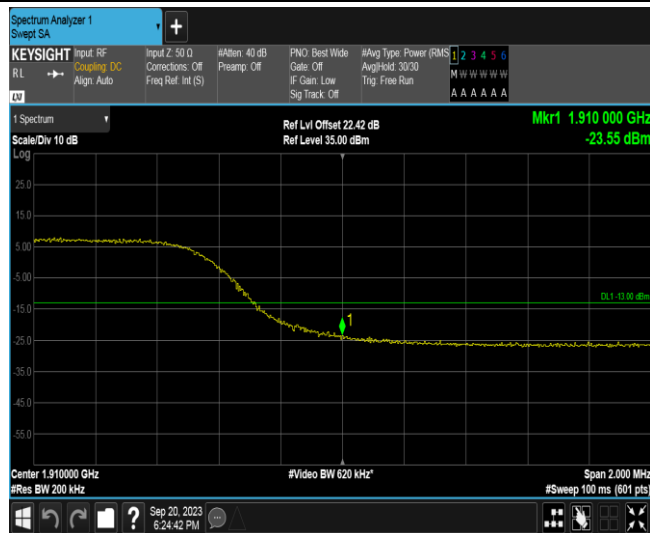 Spectrum Analyzer 1
Swept SA
KEYSIGHT
RL
LXI
Input: RF
Coupling: DC
Align: Auto
Input Z: 50 Ω
Corrections: Off
Freq Ref: Int (S)
#Atten: 40 dB
Preamp: Off
PNO: Best Wide
Gate: Off
IF Gain: Low
Sig Track: Off
#Avg Type: Power (RMS
Avg|Hold: 30/30
Trig: Free Run
1 2 3 4 5 6
M W W W W W
A A A A A A
1 Spectrum
Scale/Div 10 dB
Log
Ref Lvl Offset 22.42 dB
Ref Level 35.00 dBm
Mkr1 1.910 000 GHz
-23.55 dBm
25.0
15.0
5.00
-5.00
DL1 -13.00 dBm
-15.0
1
-25.0
-35.0
-45.0
-55.0
Center 1.910000 GHz
#Video BW 620 kHz*
Span 2.000 MHz
#Res BW 200 kHz
#Sweep 100 ms (601 pts)
?
Sep 20, 2023
6:24:42 PM